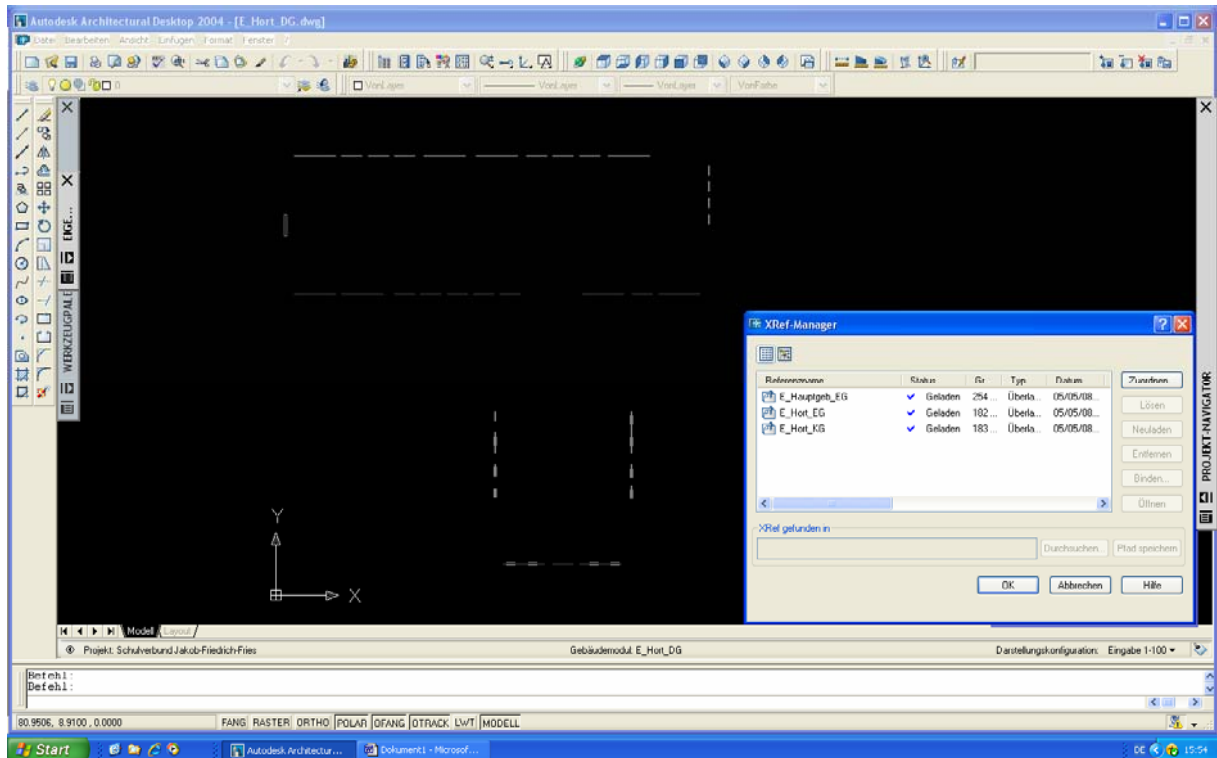 Autodesk Architectural Desktop 2004 - [E_Hort_DG.dwg]
Datei Bearbeiten Ansicht Einfügen Format Fenster ?
0 VonLayer VonLayer VonLayer VonFarbe
EIGE...
WERKZEUGPALE
PROJEKT-NAVIGATOR
Y
X
XRef-Manager
Referenzname Status Gr Typ Datum
E_Hauptgeb_EG Geladen 254 ... Überla... 05/05/08...
E_Hort_EG Geladen 182 ... Überla... 05/05/08...
E_Hort_KG Geladen 183 ... Überla... 05/05/08...
Zuordnen
Lösen
Neuladen
Entfernen
Binden...
Öffnen
XRef gefunden in
Durchsuchen... Pfad speichern
OK Abbrechen Hilfe
Modell Layout
Projekt: Schulverbund Jakob-Friedrich-Fries Gebäudemodul: E_Hort_DG Darstellungskonfiguration: Eingabe 1-100
Befehl:
Befehl:
80.9506, 8.9100, 0.0000 FANG RASTER ORTHO POLAR OFANG OTRACK LWT MODELL
Start Autodesk Architectur... Dokument1 - Microsof... DE 15:54